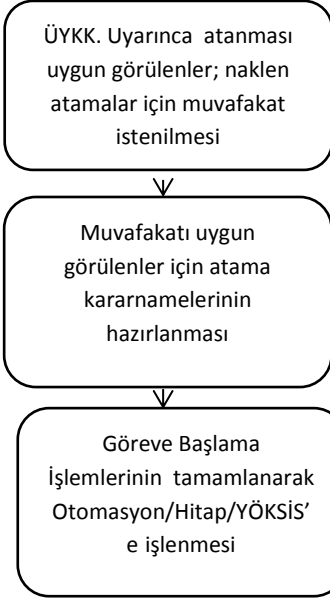 ÜYKK. Uyarınca atanması
uygun görülenler; naklen
atamalar için muvafakat
istenilmesi
Muvafakatı uygun
görülenler için atama
kararnamelerinin
hazırlanması
Göreve Başlama
İşlemlerinin tamamlanarak
Otomasyon/Hitap/YÖKSİS’
e işlenmesi